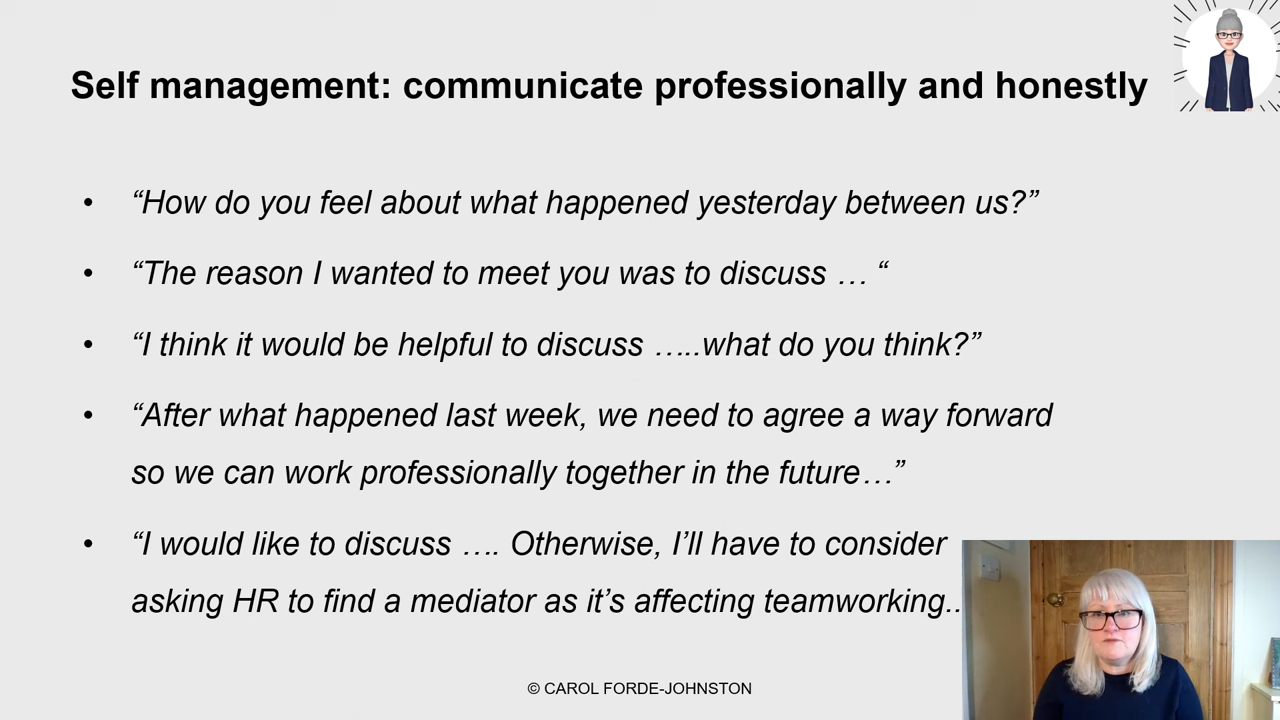 Self management: communicate professionally and honestly
• “How do you feel about what happened yesterday between us?”
• “The reason I wanted to meet you was to discuss … “
• “I think it would be helpful to discuss …..what do you think?”
• “After what happened last week, we need to agree a way forward
so we can work professionally together in the future…”
• “I would like to discuss …. Otherwise, I’ll have to consider
asking HR to find a mediator as it’s affecting teamworking..
© CAROL FORDE-JOHNSTON